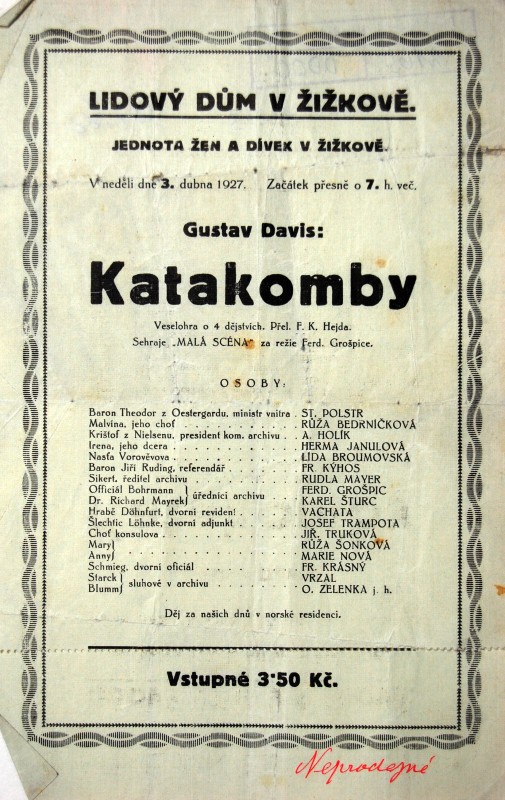 LIDOVÝ DŮM V ŽIŽKOVĚ.
JEDNOTA ŽEN A DÍVEK V ŽIŽKOVĚ.
V neděli dne 3. dubna 1927. Začátek přesně o 7. h. več.
Gustav Davis:
Katakomby
Veselohra o 4 dějstvích. Přel. F. K. Hejda.
Sehraje „MALÁ SCÉNA“ za režie Ferd. Grošpice.
OSOBY:
Baron Theodor z Oestergardu, ministr vnitra . ST. POLSTR
Malvina, jeho choť . . . . . . . . . . RŮŽA BEDRNÍČKOVÁ
Krištof z Nielsenu, president kom. archivu . . A. HOLÍK
Irena, jeho dcera . . . . . . . . . . HERMA JANULOVÁ
Nasťa Vorověvova . . . . . . . . . . LÍDA BROUMOVSKÁ
Baron Jiří Ruding, referendář . . . . . . . FR. KÝHOS
Sikert, ředitel archivu . . . . . . . . . RUDLA MAYER
Officiál Bohrmann } úředníci archivu . . . FERD. GROŠPIC
Dr. Richard Mayrek } KAREL ŠTURC
Hrabě Döhnfurt, dvorní revident . . . . . . VACHATA
Šlechtic Löhnke, dvorní adjunkt . . . . . . JOSEF TRAMPOTA
Choť konsulova . . . . . . . . . . . JIŘ. TRUKOVÁ
Mary } . . . . . . . . . . . RŮŽA ŠONKOVÁ
Anny } MARIE NOVÁ
Schmieg, dvorní oficiál . . . . . . . . . FR. KRÁSNÝ
Starck } sluhové v archivu . . . . . . . VRZAL
Blumm } O. ZELENKA j. h.
Děj za našich dnů v norské residenci.
Vstupné 3·50 Kč.
Neprodejné